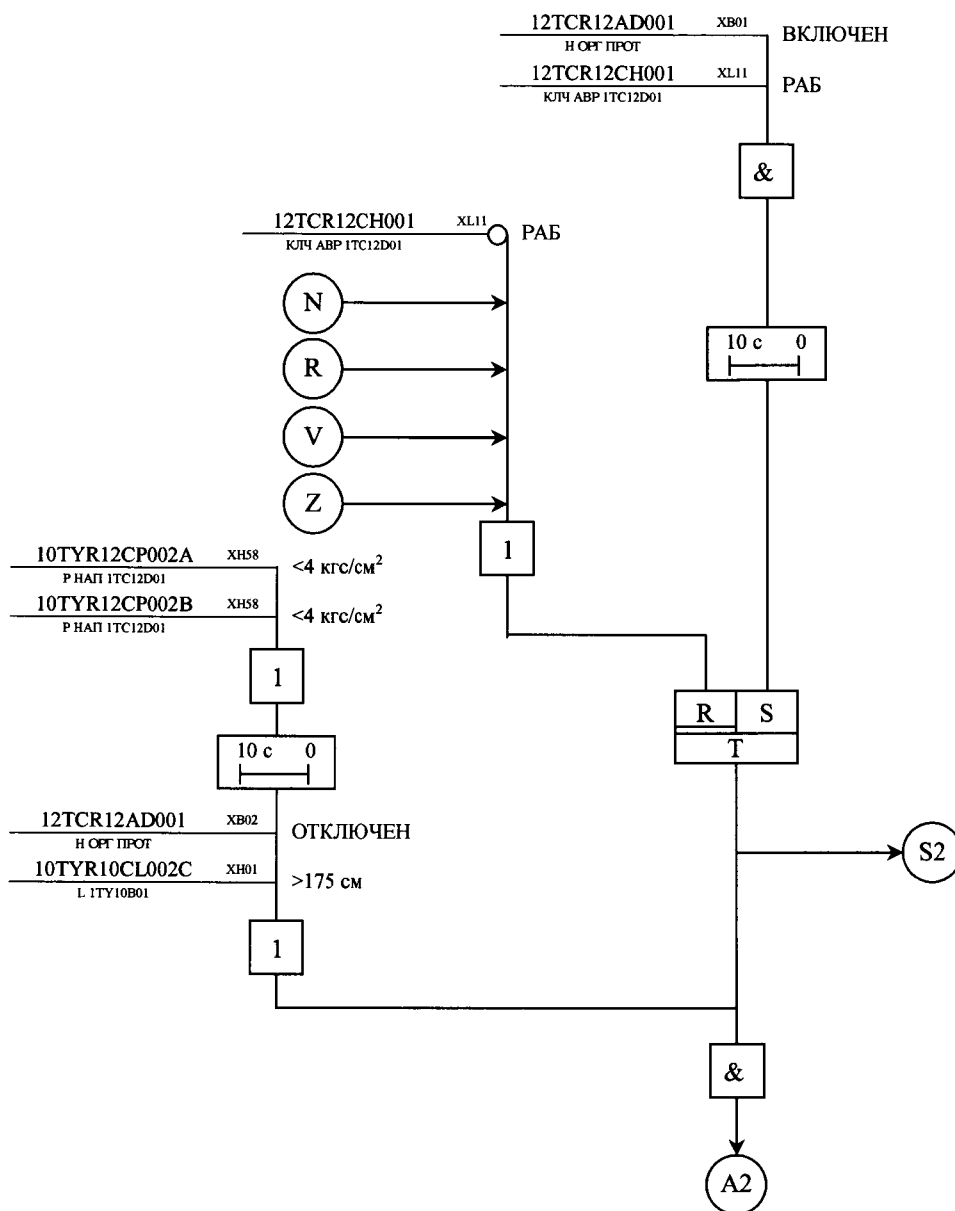 12TCR12AD001 XB01 ВКЛЮЧЕН
Н ОРГ ПРОТ
12TCR12CH001 XL11 РАБ
КЛЧ АВР 1TC12D01
&
12TCR12CH001 XL11 РАБ
КЛЧ АВР 1TC12D01
N
R
10 с 0
V
Z
1
10TYR12CP002A XH58 <4 кгс/см²
Р НАП 1TC12D01
10TYR12CP002B XH58 <4 кгс/см²
Р НАП 1TC12D01
1
R S
T
10 с 0
12TCR12AD001 XB02 ОТКЛЮЧЕН
Н ОРГ ПРОТ
S2
10TYR10CL002C XH01 >175 см
L 1TY10B01
1
&
A2